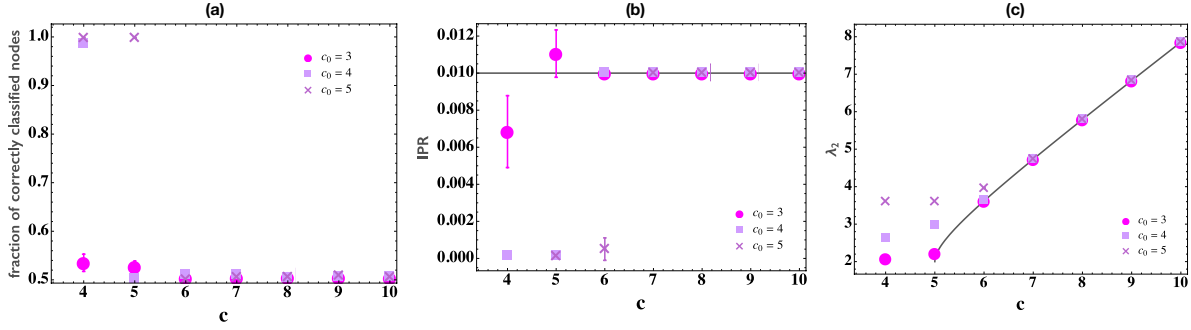 (a)
fraction of correctly classified nodes
1.0
0.9
0.8
0.7
0.6
0.5
c₀ = 3
c₀ = 4
c₀ = 5
4 5 6 7 8 9 10
c
(b)
IPR
0.012
0.010
0.008
0.006
0.004
0.002
0.000
c₀ = 3
c₀ = 4
c₀ = 5
4 5 6 7 8 9 10
c
(c)
λ₂
8
7
6
5
4
3
2
c₀ = 3
c₀ = 4
c₀ = 5
4 5 6 7 8 9 10
c